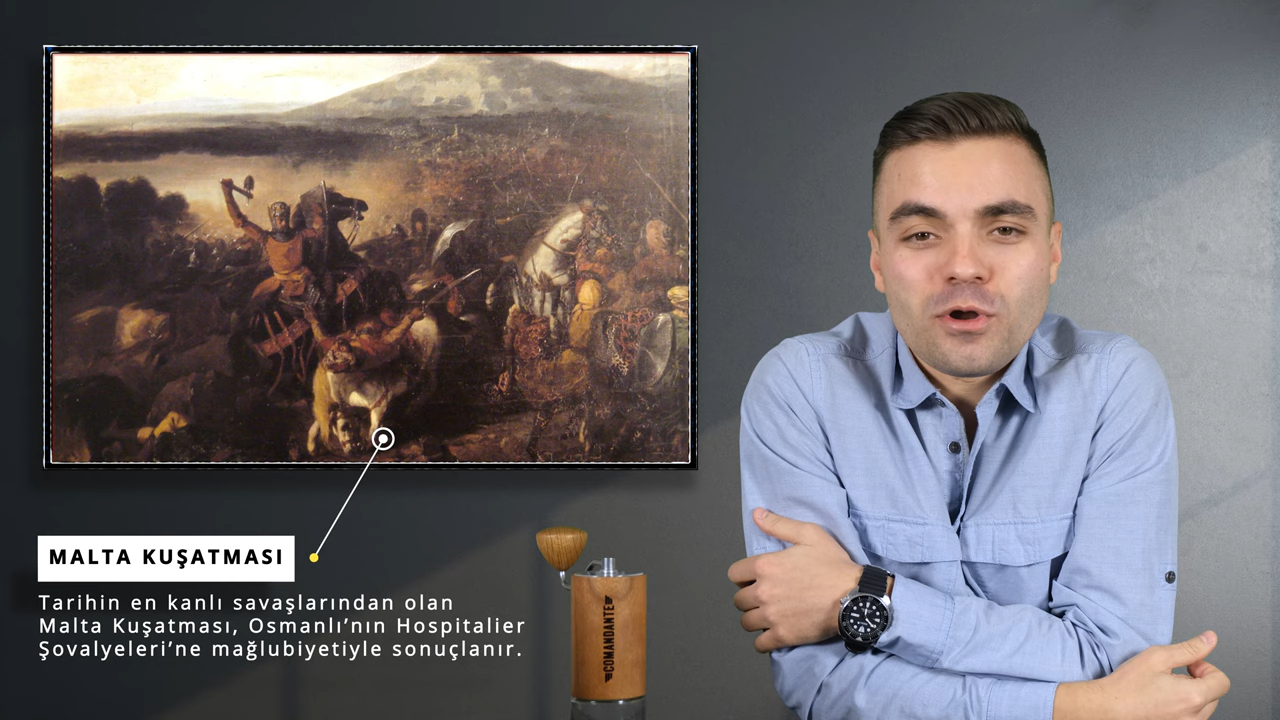 MALTA KUŞATMASI
Tarihin en kanlı savaşlarından olan
Malta Kuşatması, Osmanlı’nın Hospitalier
Şovalyeleri’ne mağlubiyetiyle sonuçlanır.
COMANDANTE